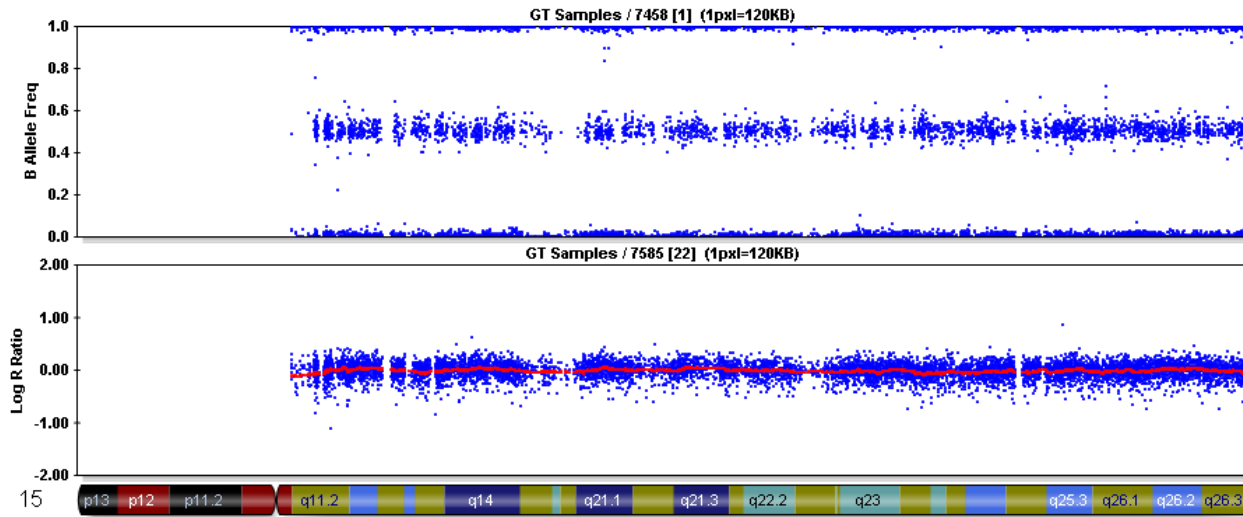 GT Samples / 7458 [1] (1pxl=120KB)
B Allele Freq
1.0
0.8
0.6
0.4
0.2
0.0
GT Samples / 7585 [22] (1pxl=120KB)
Log R Ratio
2.00
1.00
0.00
-1.00
-2.00
15 p13 p12 p11.2 q11.2 q14 q21.1 q21.3 q22.2 q23 q25.3 q26.1 q26.2 q26.3